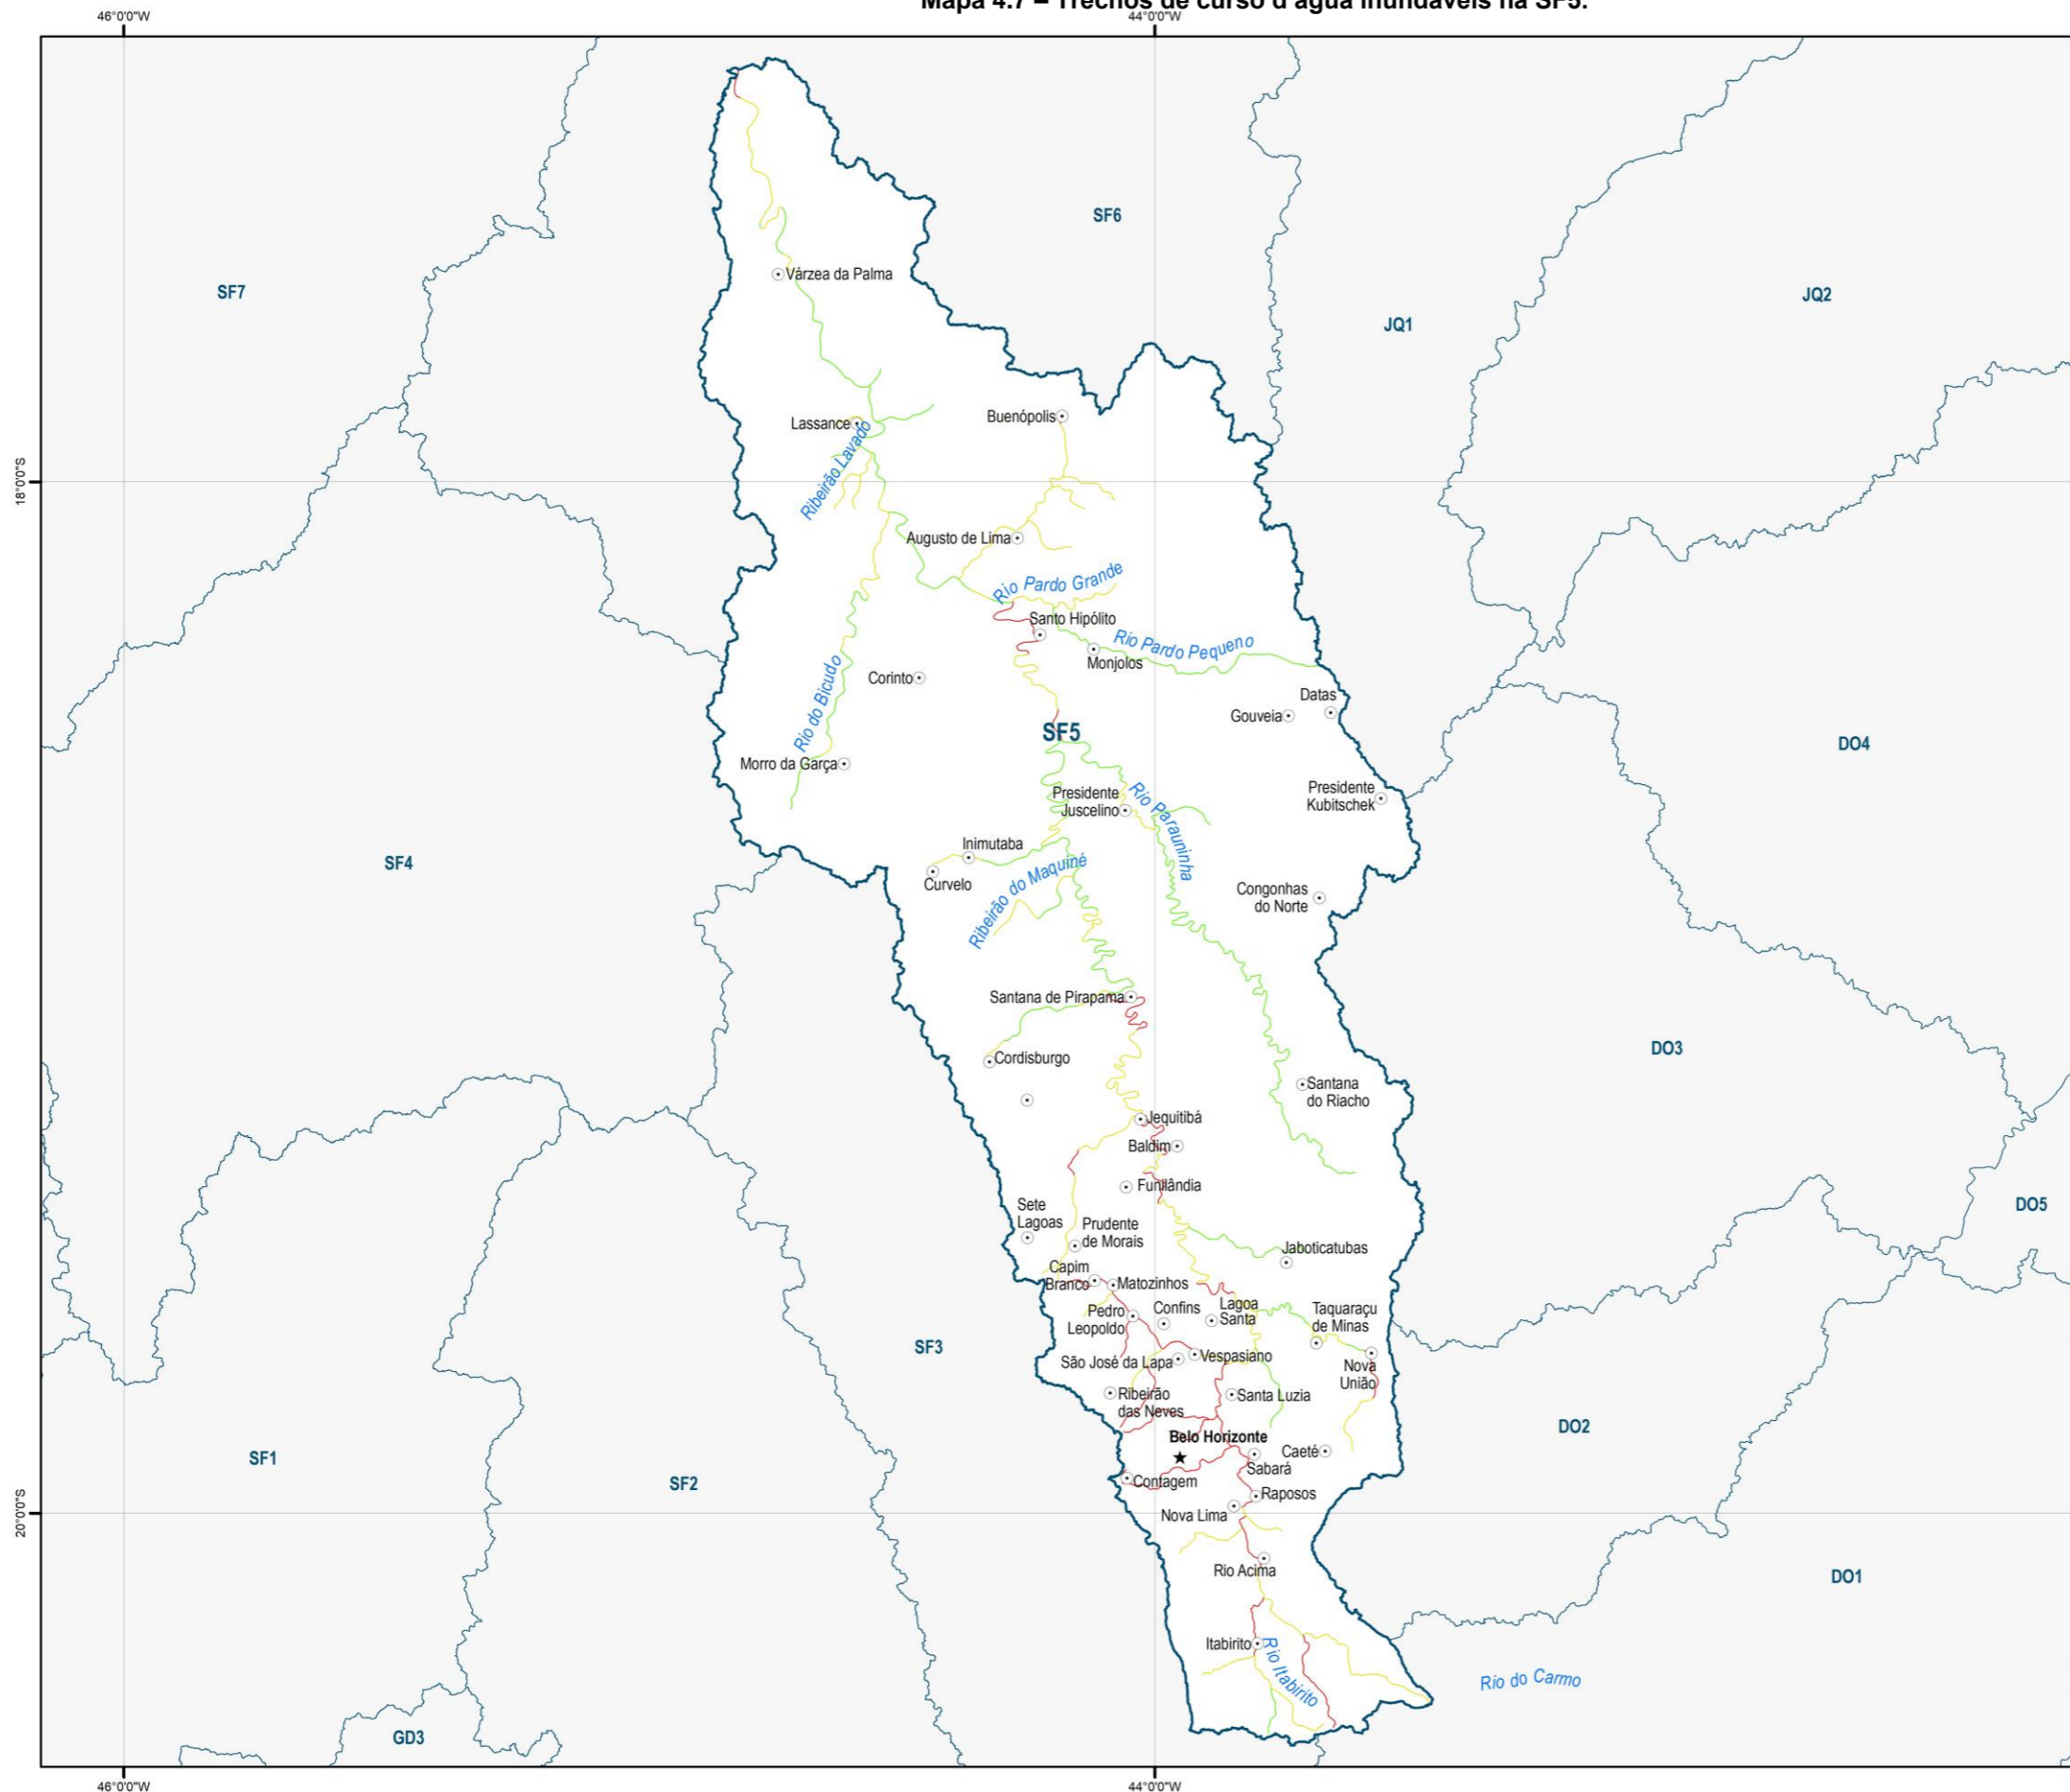 Mapa 4.7 – Trechos de curso d'água inundáveis na SF5.
46°0'0"W
44°0'0"W
SF6
SF7
JQ2
JQ1
Várzea da Palma
Lassance
Buenópolis
Ribeirão Lavado
18°0'0"S
Augusto de Lima
Rio Pardo Grande
Santo Hipólito
Rio Pardo Pequeno
Monjolos
Corinto
Rio do Bicudo
Datas
Gouveia
SF5
DO4
Morro da Garça
Presidente
Juscelino
Rio Parauninha
Presidente
Kubitschek
Inimutaba
SF4
Curvelo
Ribeirão do Maquiné
Congonhas
do Norte
Santana de Pirapama
DO3
Cordisburgo
Santana
do Riacho
Jequitibá
Baldim
Funilândia
DO5
Sete
Lagoas
Prudente
de Morais
Jaboticatubas
Capim
Branco
Matozinhos
Pedro
Leopoldo
Confins
Lagoa
Santa
Taquaraçu
de Minas
SF3
São José da Lapa
Vespasiano
Nova
União
Ribeirão
das Neves
Santa Luzia
DO2
Belo Horizonte
Caeté
Sabará
SF1
SF2
Contagem
Raposos
Nova Lima
20°0'0"S
Rio Acima
DO1
Itabirito
Rio Itabirito
Rio do Carmo
GD3
46°0'0"W
44°0'0"W